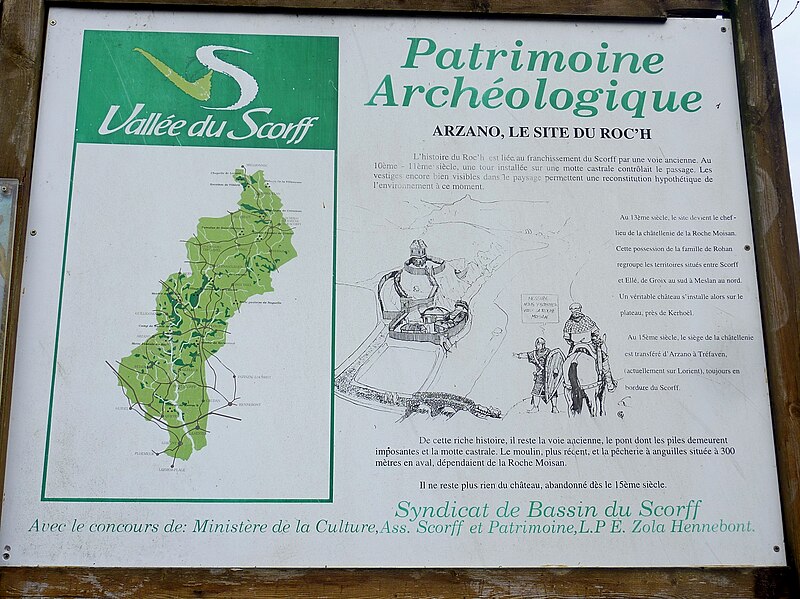 Vallée du Scorff
Patrimoine
Archéologique
ARZANO, LE SITE DU ROC'H
L'histoire du Roc'h est liée au franchissement du Scorff par une voie ancienne. Au
10ème - 11ème siècle, une tour installée sur une motte castrale contrôlait le passage. Les
vestiges encore bien visibles dans le paysage permettent une reconstitution hypothétique de
l'environnement à ce moment.
Au 13ème siècle, le site devient le chef-
lieu de la châtellenie de la Roche Moisan.
Cette possession de la famille de Rohan
regroupe les territoires situés entre Scorff
et Ellé, de Groix au sud à Meslan au nord.
Un véritable château s'installe alors sur le
plateau, près de Kerhoël.
Au 15ème siècle, le siège de la châtellenie
est transféré d'Arzano à Tréfaven,
(actuellement sur Lorient), toujours en
bordure du Scorff.
MESSIRE
NOUS Y SOMMES
VOICI LA ROCHE
MOISAN
De cette riche histoire, il reste la voie ancienne, le pont dont les piles demeurent
imposantes et la motte castrale. Le moulin, plus récent, et la pêcherie à anguilles située à 300
mètres en aval, dépendaient de la Roche Moisan.
Il ne reste plus rien du château, abandonné dès le 15ème siècle.
Syndicat de Bassin du Scorff
Avec le concours de: Ministère de la Culture,Ass. Scorff et Patrimoine,L.P E. Zola Hennebont.